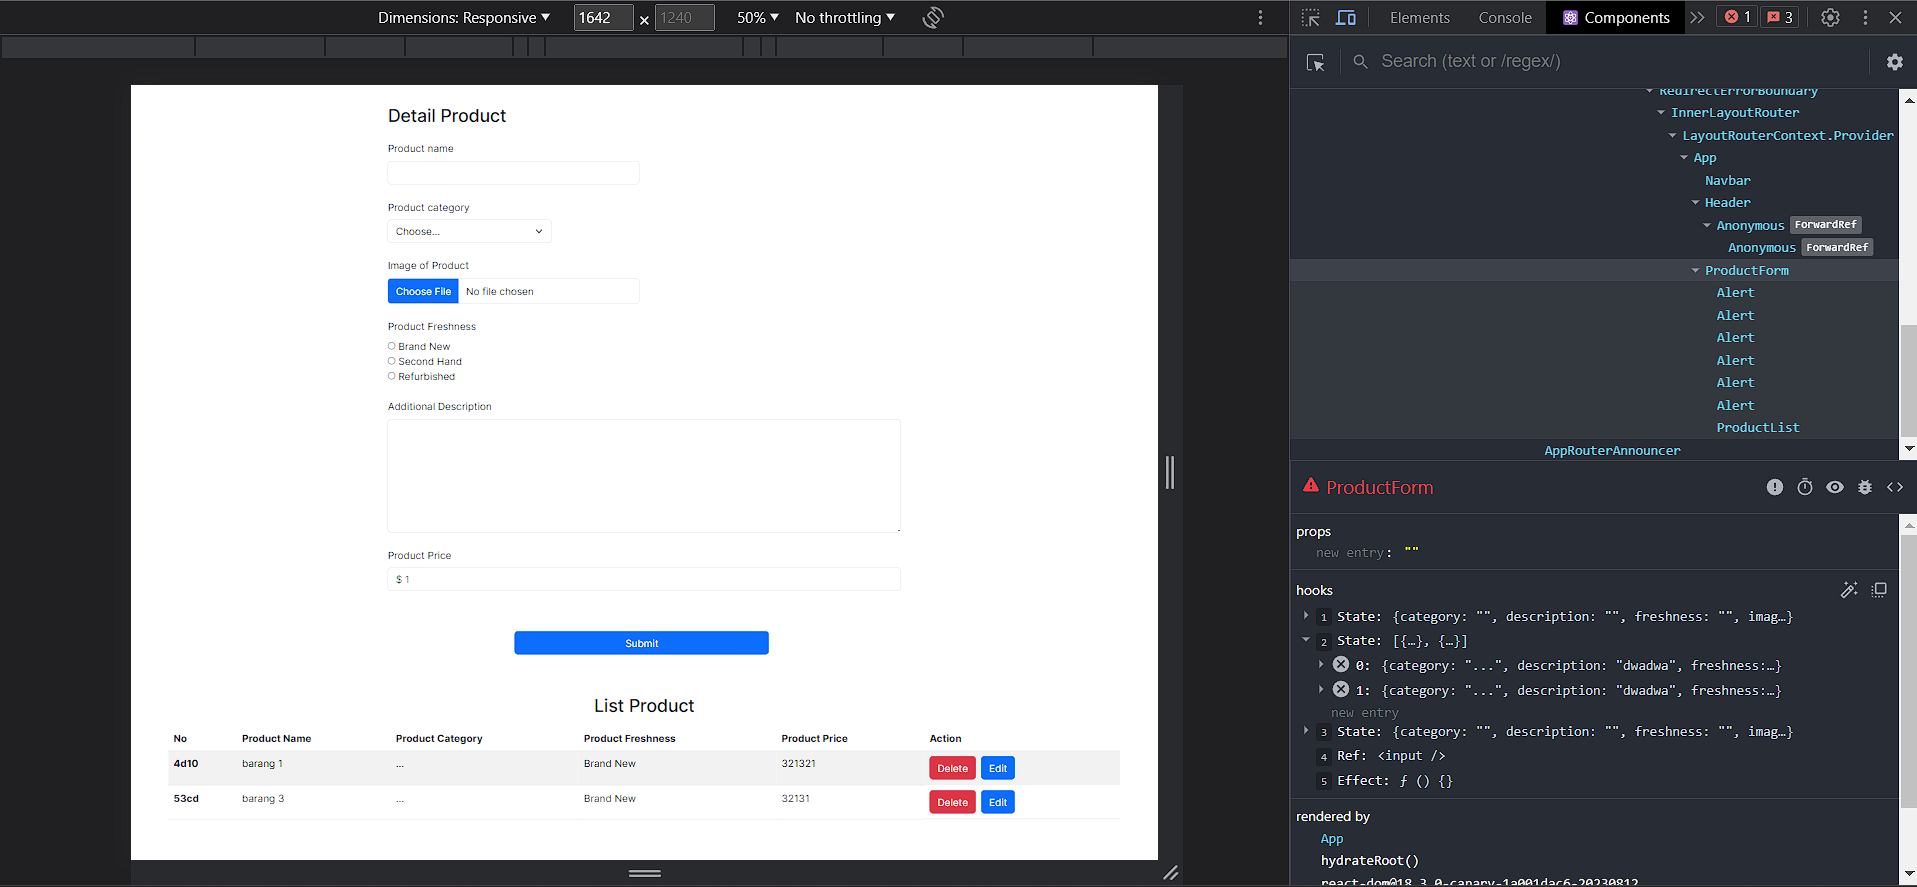 Dimensions: Responsive ▼ 1642 × 1240 50% ▼ No throttling ▼
Elements Console Components 1 3
Search (text or /regex/)
Detail Product
Product name
Product category
Choose...
Image of Product
Choose File No file chosen
Product Freshness
Brand New
Second Hand
Refurbished
Additional Description
Product Price
$ 1
Submit
List Product
No Product Name Product Category Product Freshness Product Price Action
4d10 barang 1 ... Brand New 321321 Delete Edit
53cd barang 3 ... Brand New 32131 Delete Edit
RedirectErrorBoundary
InnerLayoutRouter
LayoutRouterContext.Provider
App
Navbar
Header
Anonymous ForwardRef
Anonymous ForwardRef
ProductForm
Alert
Alert
Alert
Alert
Alert
Alert
ProductList
AppRouterAnnouncer
ProductForm
props
new entry: ""
hooks
1 State: {category: "", description: "", freshness: "", imag…}
2 State: [{…}, {…}]
0: {category: "...", description: "dwadwa", freshness:…}
1: {category: "...", description: "dwadwa", freshness:…}
new entry
3 State: {category: "", description: "", freshness: "", imag…}
4 Ref: <input />
5 Effect: ƒ () {}
rendered by
App
hydrateRoot()
react-dom@18.3.0-canary-1a001dac6-20230812